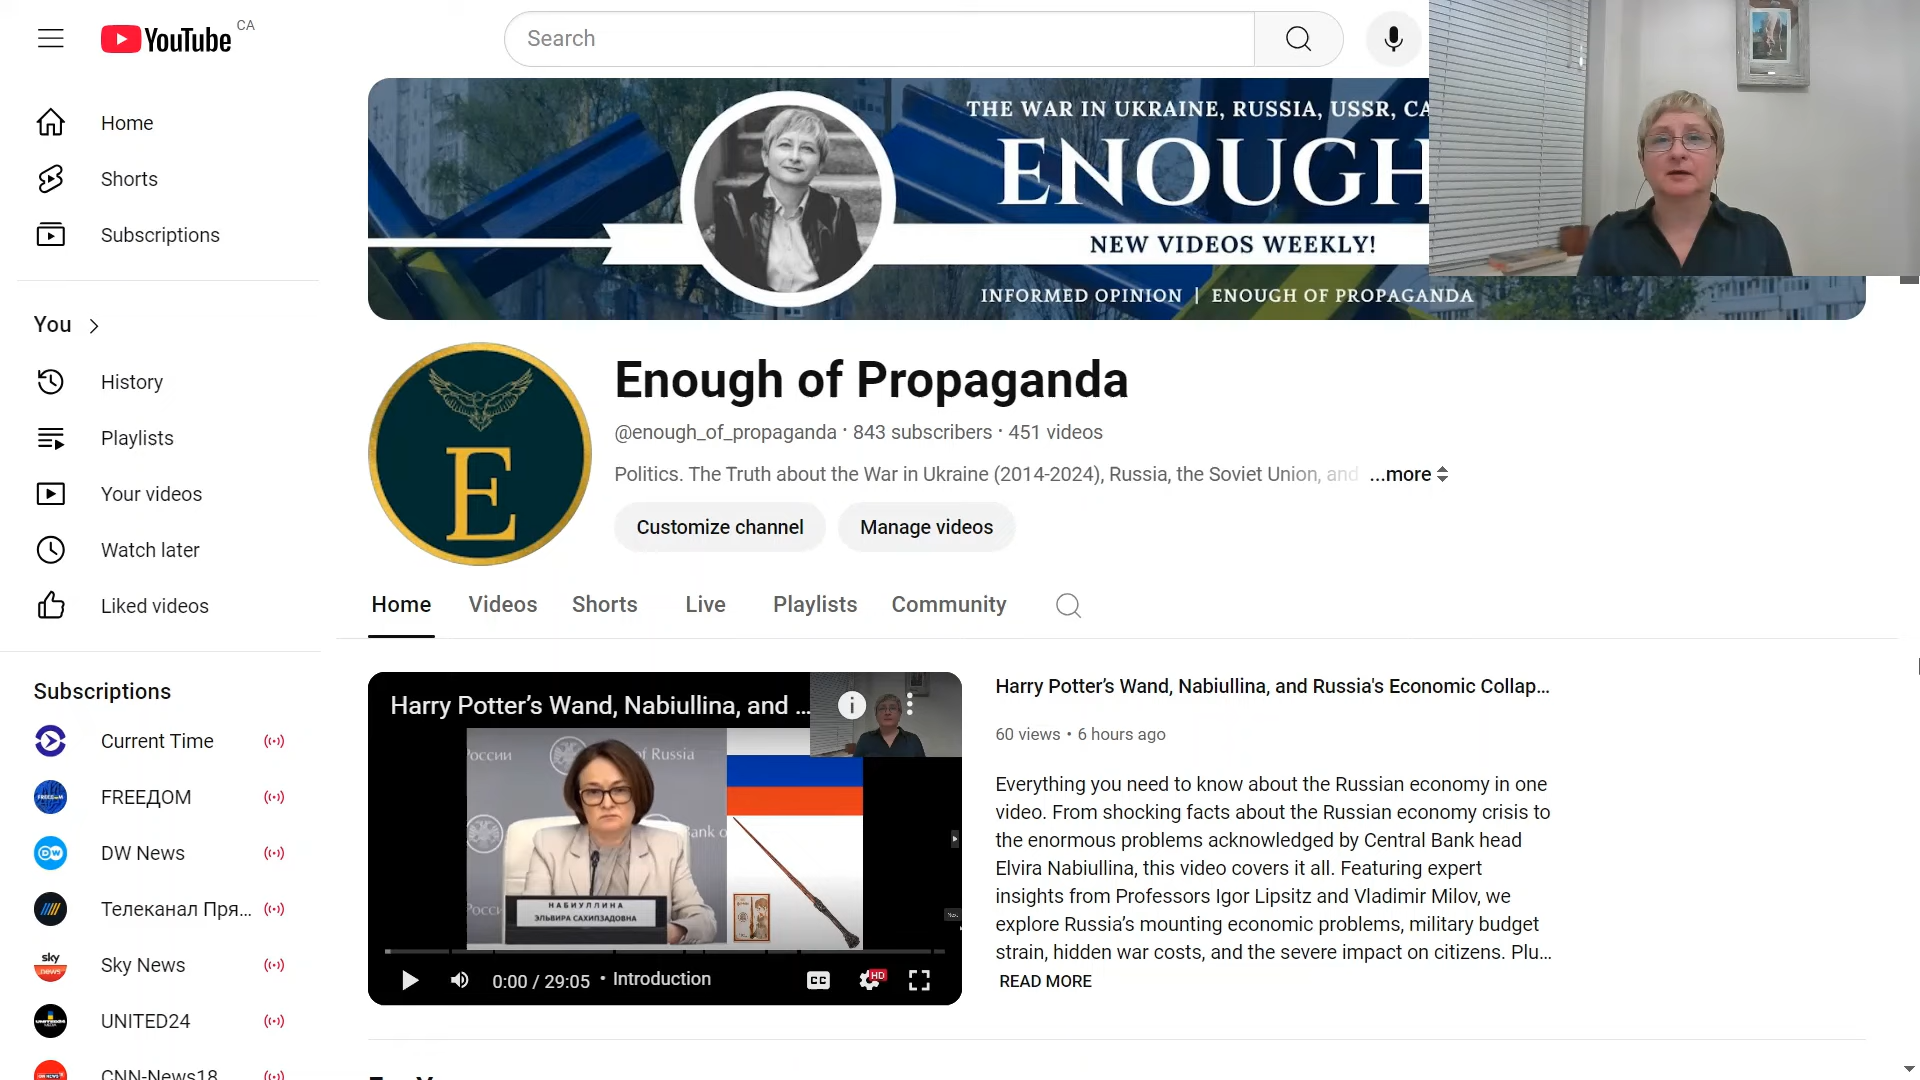 YouTube CA
Search
Home
Shorts
Subscriptions
You
History
Playlists
Your videos
Watch later
Liked videos
Subscriptions
Current Time
FREEДОМ
DW News
Телеканал Пря...
Sky News
UNITED24
CNN-News18
THE WAR IN UKRAINE, RUSSIA, USSR, CA
ENOUGH
NEW VIDEOS WEEKLY!
INFORMED OPINION | ENOUGH OF PROPAGANDA
E
Enough of Propaganda
@enough_of_propaganda · 843 subscribers · 451 videos
Politics. The Truth about the War in Ukraine (2014-2024), Russia, the Soviet Union, and ...more
Customize channel
Manage videos
Home Videos Shorts Live Playlists Community
Harry Potter’s Wand, Nabiullina, and ...
России
of Russia
Bank o
НАБИУЛЛИНА
ЭЛЬВИРА САХИПЗАДОВНА
0:00 / 29:05 • Introduction
CC
HD
Harry Potter’s Wand, Nabiullina, and Russia's Economic Collap...
60 views • 6 hours ago
Everything you need to know about the Russian economy in one
video. From shocking facts about the Russian economy crisis to
the enormous problems acknowledged by Central Bank head
Elvira Nabiullina, this video covers it all. Featuring expert
insights from Professors Igor Lipsitz and Vladimir Milov, we
explore Russia’s mounting economic problems, military budget
strain, hidden war costs, and the severe impact on citizens. Plu...
READ MORE